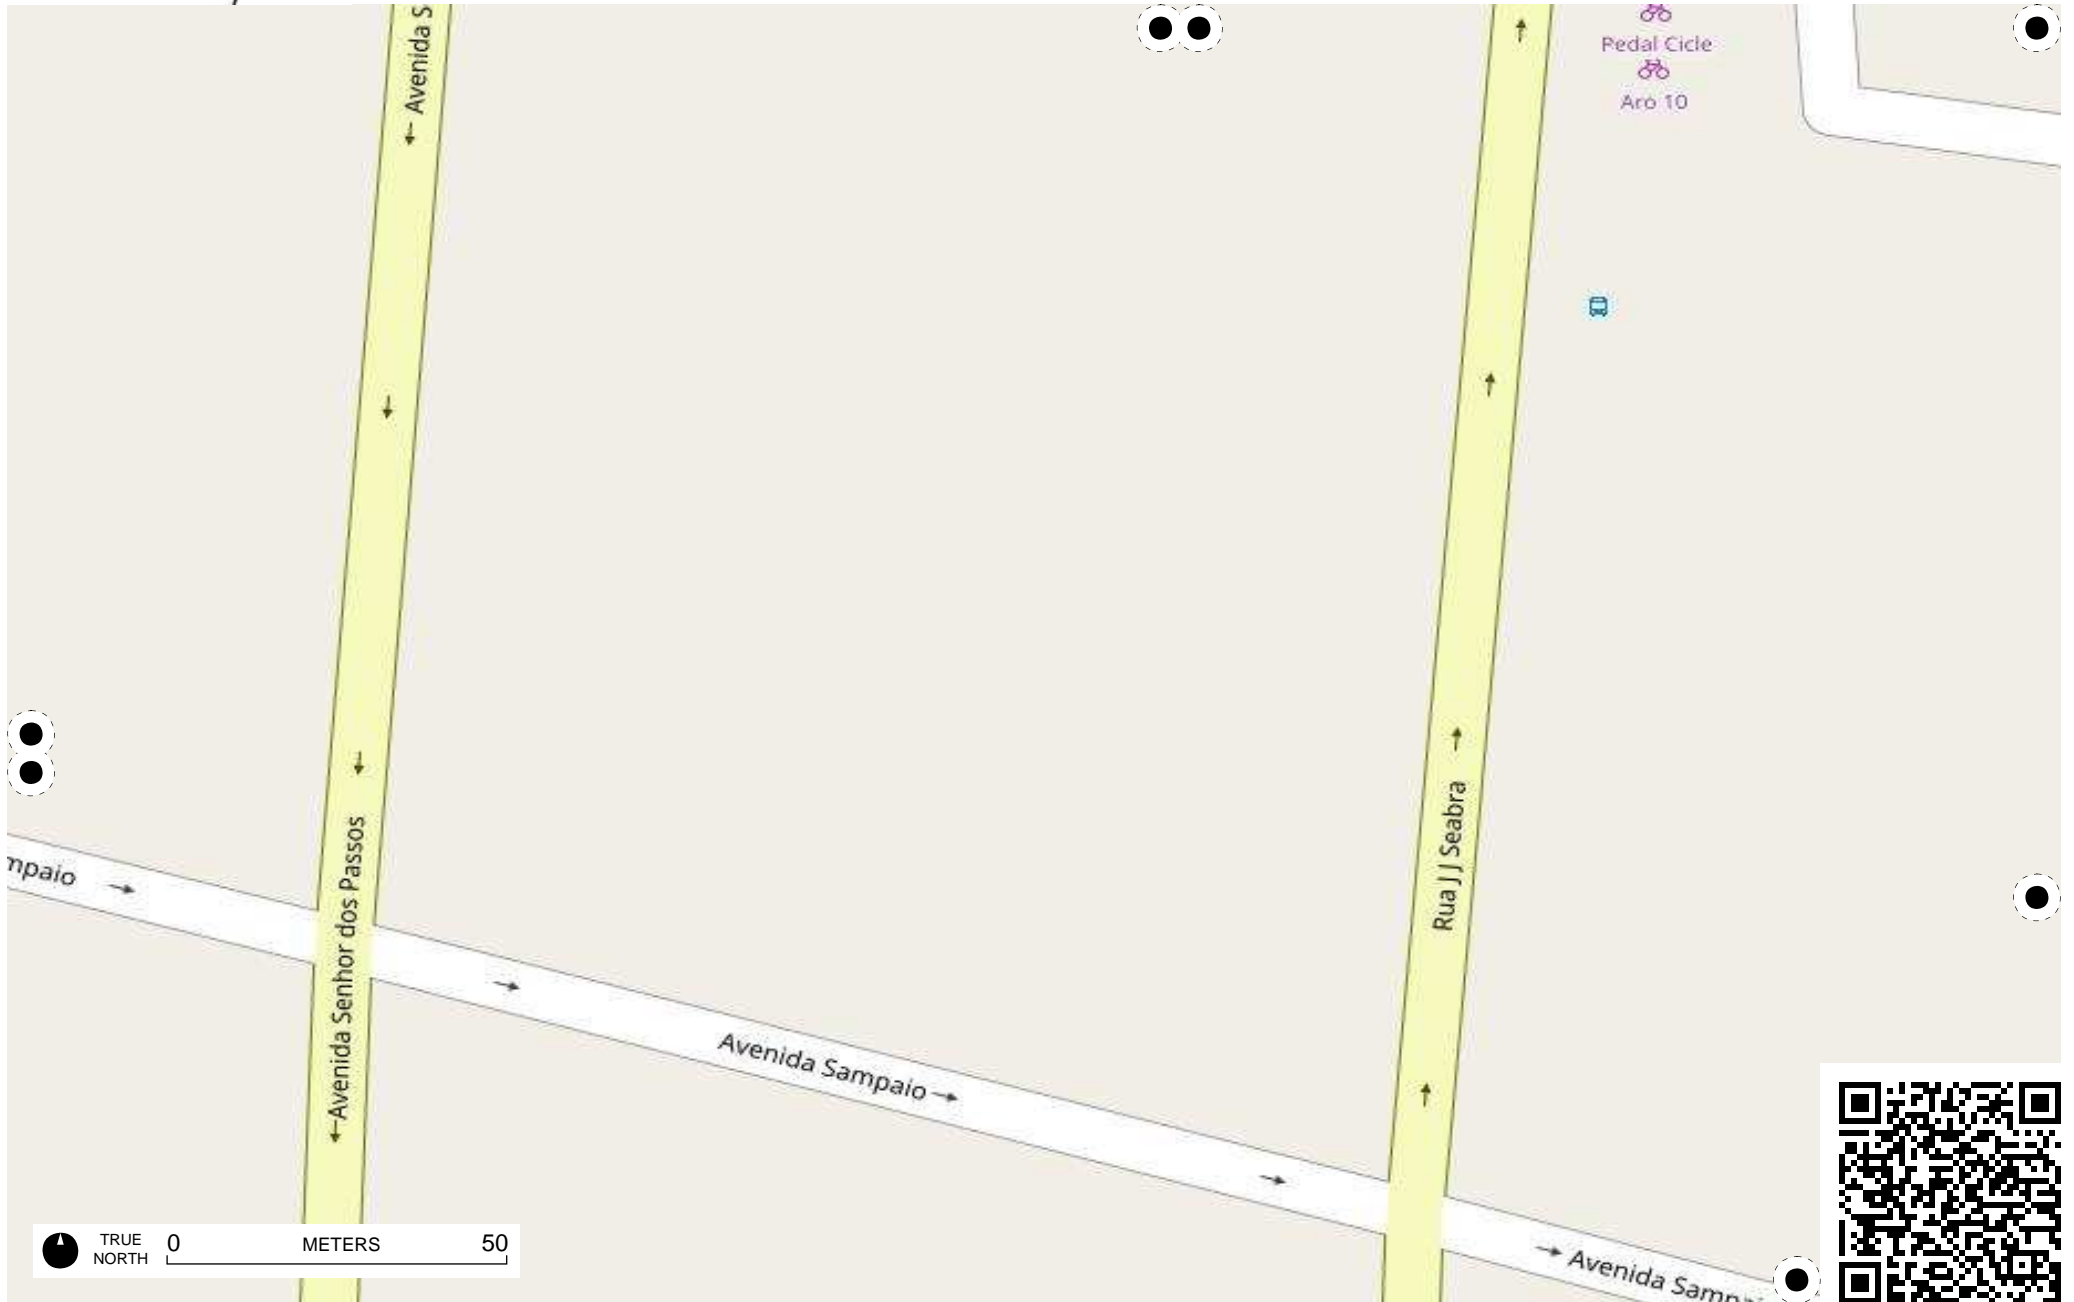 Avenida S
Pedal Cicle
Aro 10
Rua J J Seabra
mpaio
Avenida Senhor dos Passos
Avenida Sampaio
Avenida Sampai
TRUE
NORTH
0 METERS 50